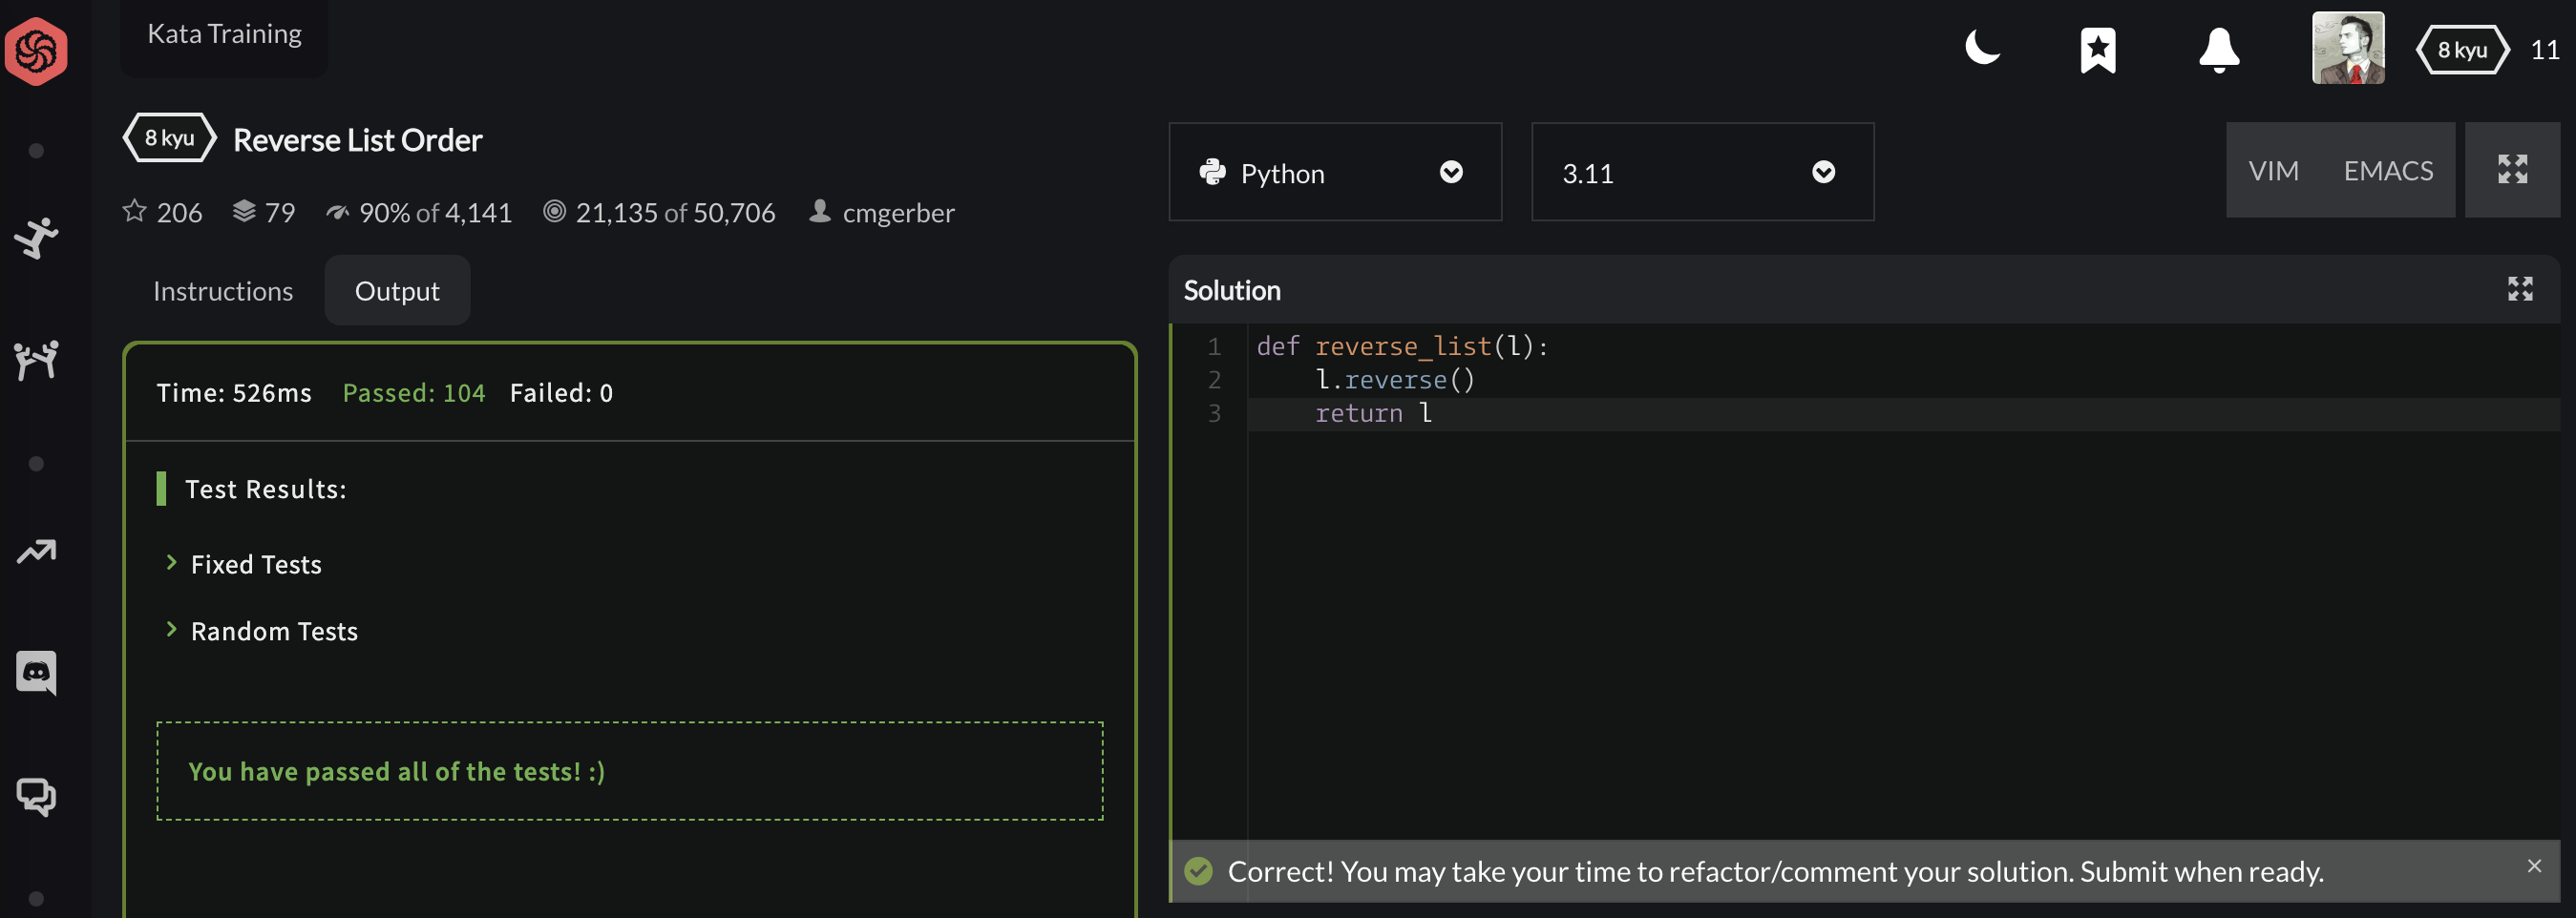 Kata Training
8 kyu 11
8 kyu Reverse List Order
206 79 90% of 4,141 21,135 of 50,706 cmgerber
Python 3.11 VIM EMACS
Instructions Output
Time: 526ms Passed: 104 Failed: 0
Test Results:
Fixed Tests
Random Tests
You have passed all of the tests! :)
Solution
1 def reverse_list(l):
2     l.reverse()
3     return l
Correct! You may take your time to refactor/comment your solution. Submit when ready.